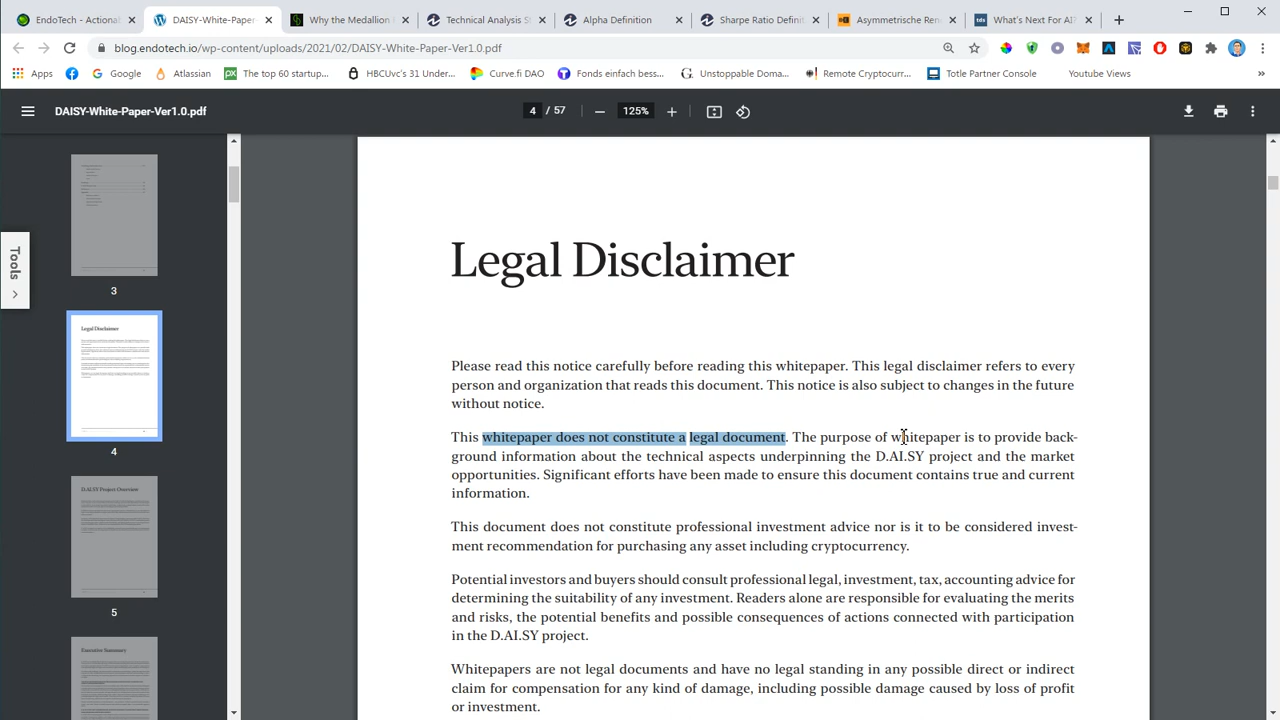 EndoTech - Actionab
DAISY-White-Paper-
Why the Medallion
Technical Analysis S
Alpha Definition
Sharpe Ratio Defini
Asymmetrische Ren
What's Next For AI
blog.endotech.io/wp-content/uploads/2021/02/DAISY-White-Paper-Ver1.0.pdf
Apps
Google
Atlassian
The top 60 startup...
HBCUvc's 31 Under...
Curve.fi DAO
Fonds einfach bess...
Unstoppable Doma...
Remote Cryptocurr...
Totle Partner Console
Youtube Views
DAISY-White-Paper-Ver1.0.pdf
4 / 57
125%
Tools
3
4
5
Legal Disclaimer
D.AI.SY Project Overview
Executive Summary
Legal Disclaimer
Please read this notice carefully before reading this whitepaper. This legal disclaimer refers to every
person and organization that reads this document. This notice is also subject to changes in the future
without notice.
This whitepaper does not constitute a legal document. The purpose of whitepaper is to provide back-
ground information about the technical aspects underpinning the D.AI.SY project and the market
opportunities. Significant efforts have been made to ensure this document contains true and current
information.
This document does not constitute professional investment advice nor is it to be considered invest-
ment recommendation for purchasing any asset including cryptocurrency.
Potential investors and buyers should consult professional legal, investment, tax, accounting advice for
determining the suitability of any investment. Readers alone are responsible for evaluating the merits
and risks, the potential benefits and possible consequences of actions connected with participation
in the D.AI.SY project.
Whitepapers are not legal documents and have no legal standing in any possible direct or indirect
claim for compensation for any kind of damage, including possible damage caused by loss of profit
or investment.